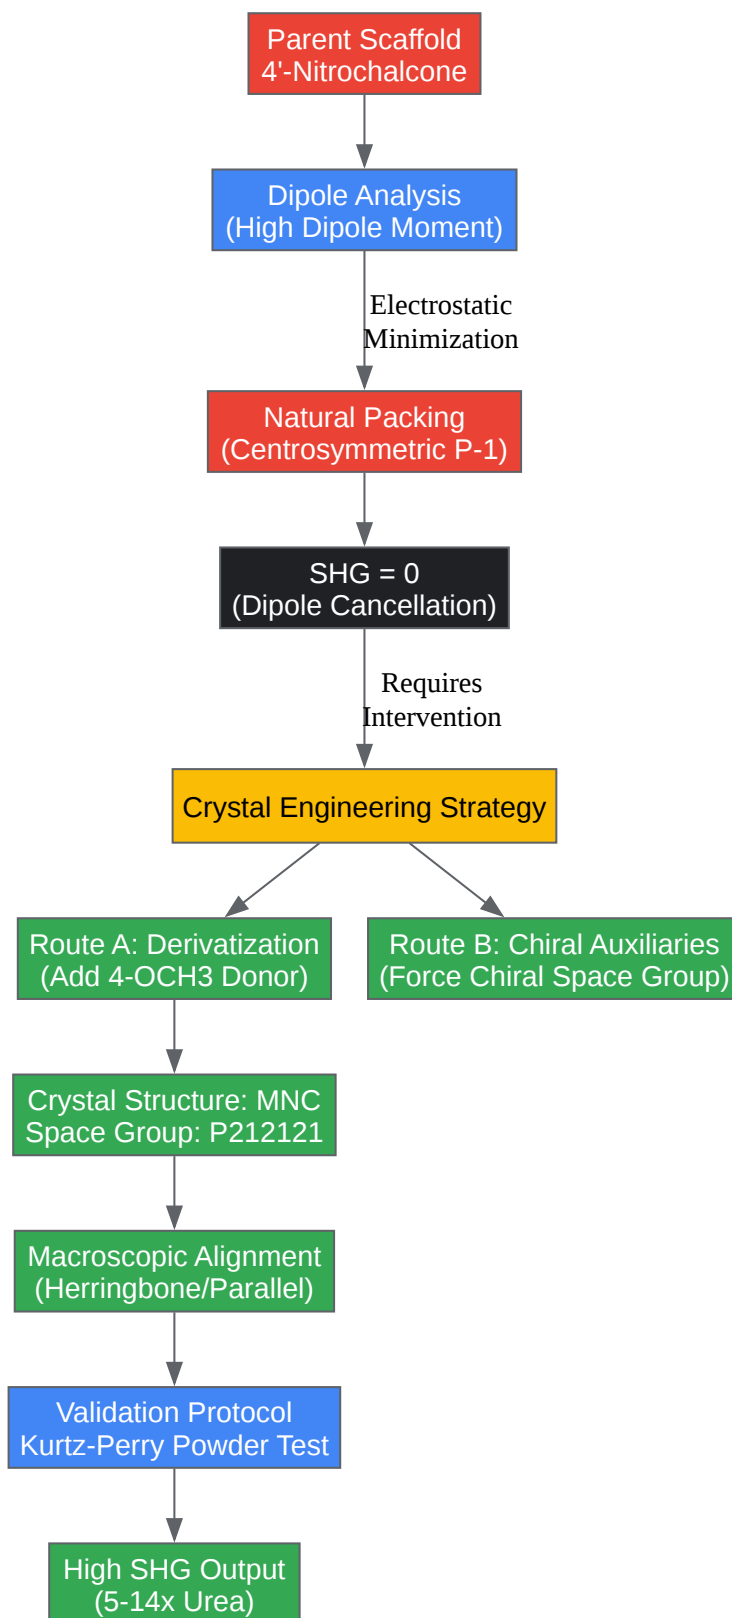 Parent Scaffold
4'-Nitrochalcone
Dipole Analysis
(High Dipole Moment)
Electrostatic
Minimization
Natural Packing
(Centrosymmetric P-1)
SHG = 0
(Dipole Cancellation)
Requires
Intervention
Crystal Engineering Strategy
Route A: Derivatization
(Add 4-OCH3 Donor)
Route B: Chiral Auxiliaries
(Force Chiral Space Group)
Crystal Structure: MNC
Space Group: P212121
Macroscopic Alignment
(Herringbone/Parallel)
Validation Protocol
Kurtz-Perry Powder Test
High SHG Output
(5-14x Urea)